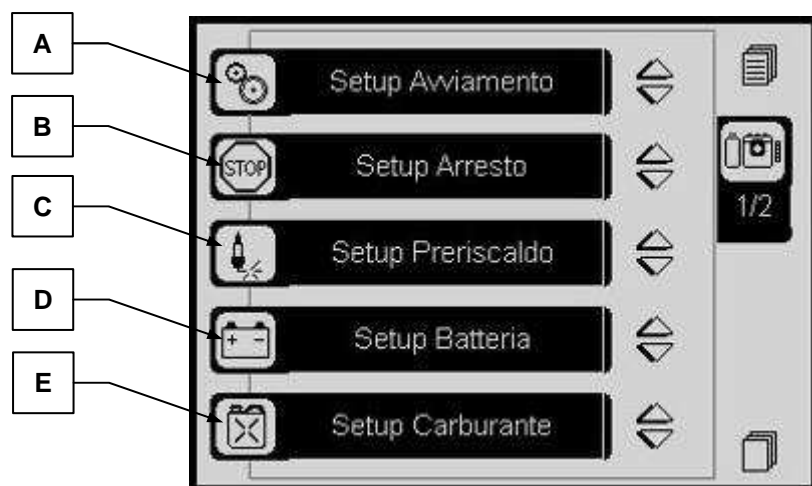 A
Setup Avviamento
B
STOP
Setup Arresto
1/2
C
Setup Preriscaldo
D
+ -
Setup Batteria
E
Setup Carburante